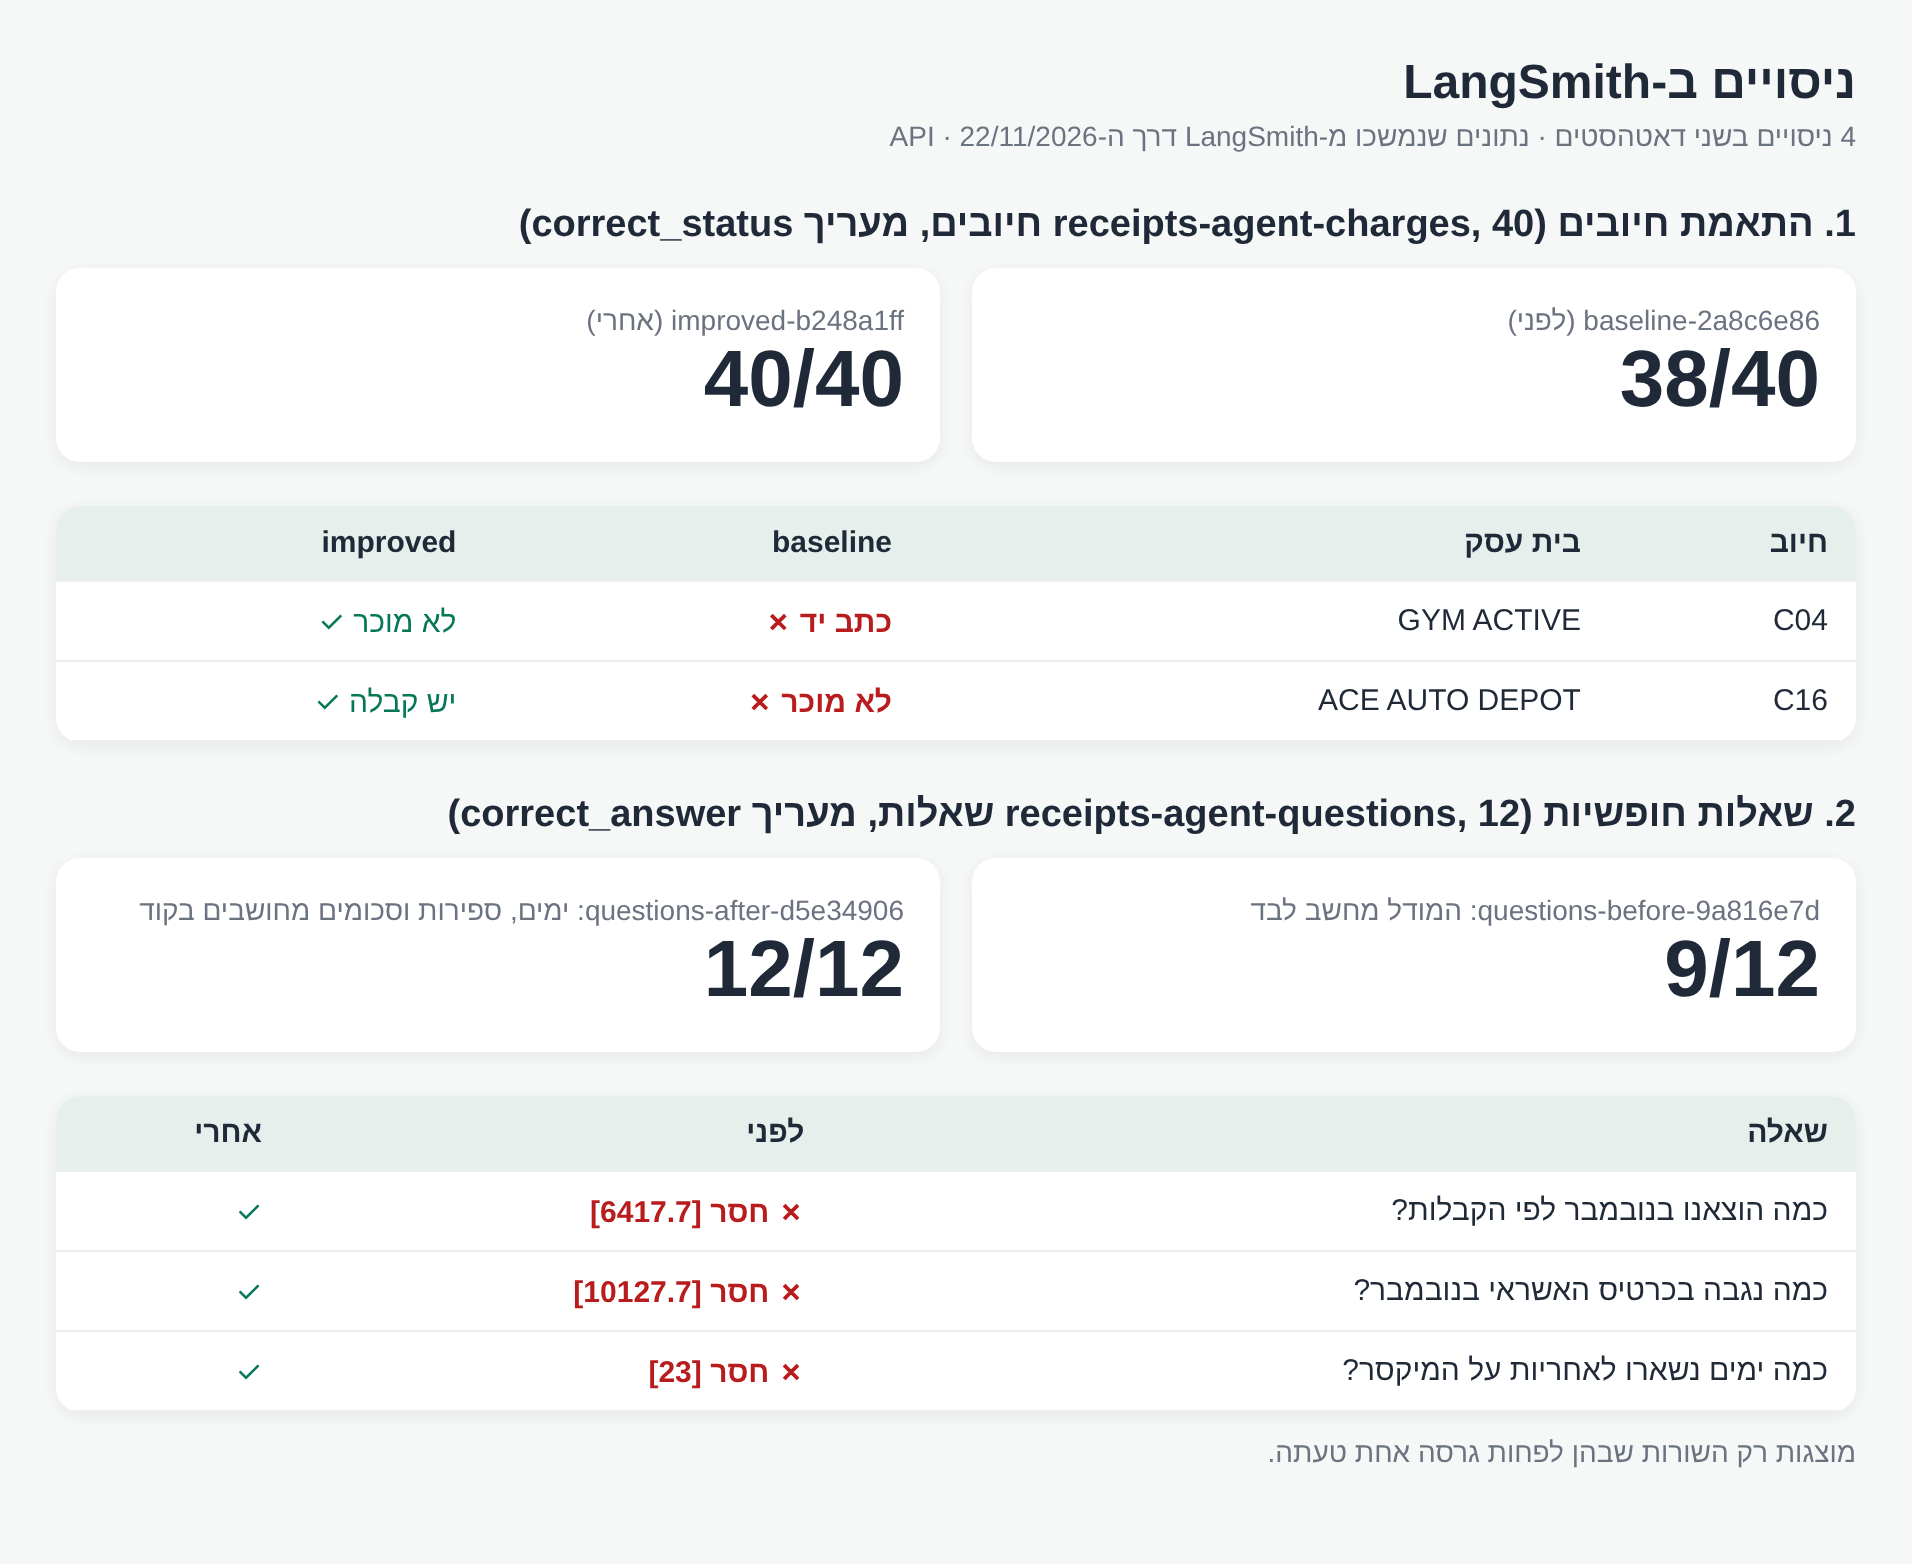 ניסויים ב-LangSmith
4 ניסויים בשני דאטהסטים · נתונים שנמשכו מ-LangSmith דרך ה-API · 22/11/2026
1. התאמת חיובים (receipts-agent-charges, 40 חיובים, מעריך correct_status)
baseline-2a8c6e86 (לפני)
38/40
improved-b248a1ff (אחרי)
40/40
חיוב בית עסק baseline improved
C04 GYM ACTIVE כתב יד ✗ לא מוכר ✓
C16 ACE AUTO DEPOT לא מוכר ✗ יש קבלה ✓
2. שאלות חופשיות (receipts-agent-questions, 12 שאלות, מעריך correct_answer)
questions-before-9a816e7d: המודל מחשב לבד
9/12
questions-after-d5e34906: ימים, ספירות וסכומים מחושבים בקוד
12/12
שאלה לפני אחרי
כמה הוצאנו בנובמבר לפי הקבלות? ✗ חסר [6417.7] ✓
כמה נגבה בכרטיס האשראי בנובמבר? ✗ חסר [10127.7] ✓
כמה ימים נשארו לאחריות על המיקסר? ✗ חסר [23] ✓
מוצגות רק השורות שבהן לפחות גרסה אחת טעתה.